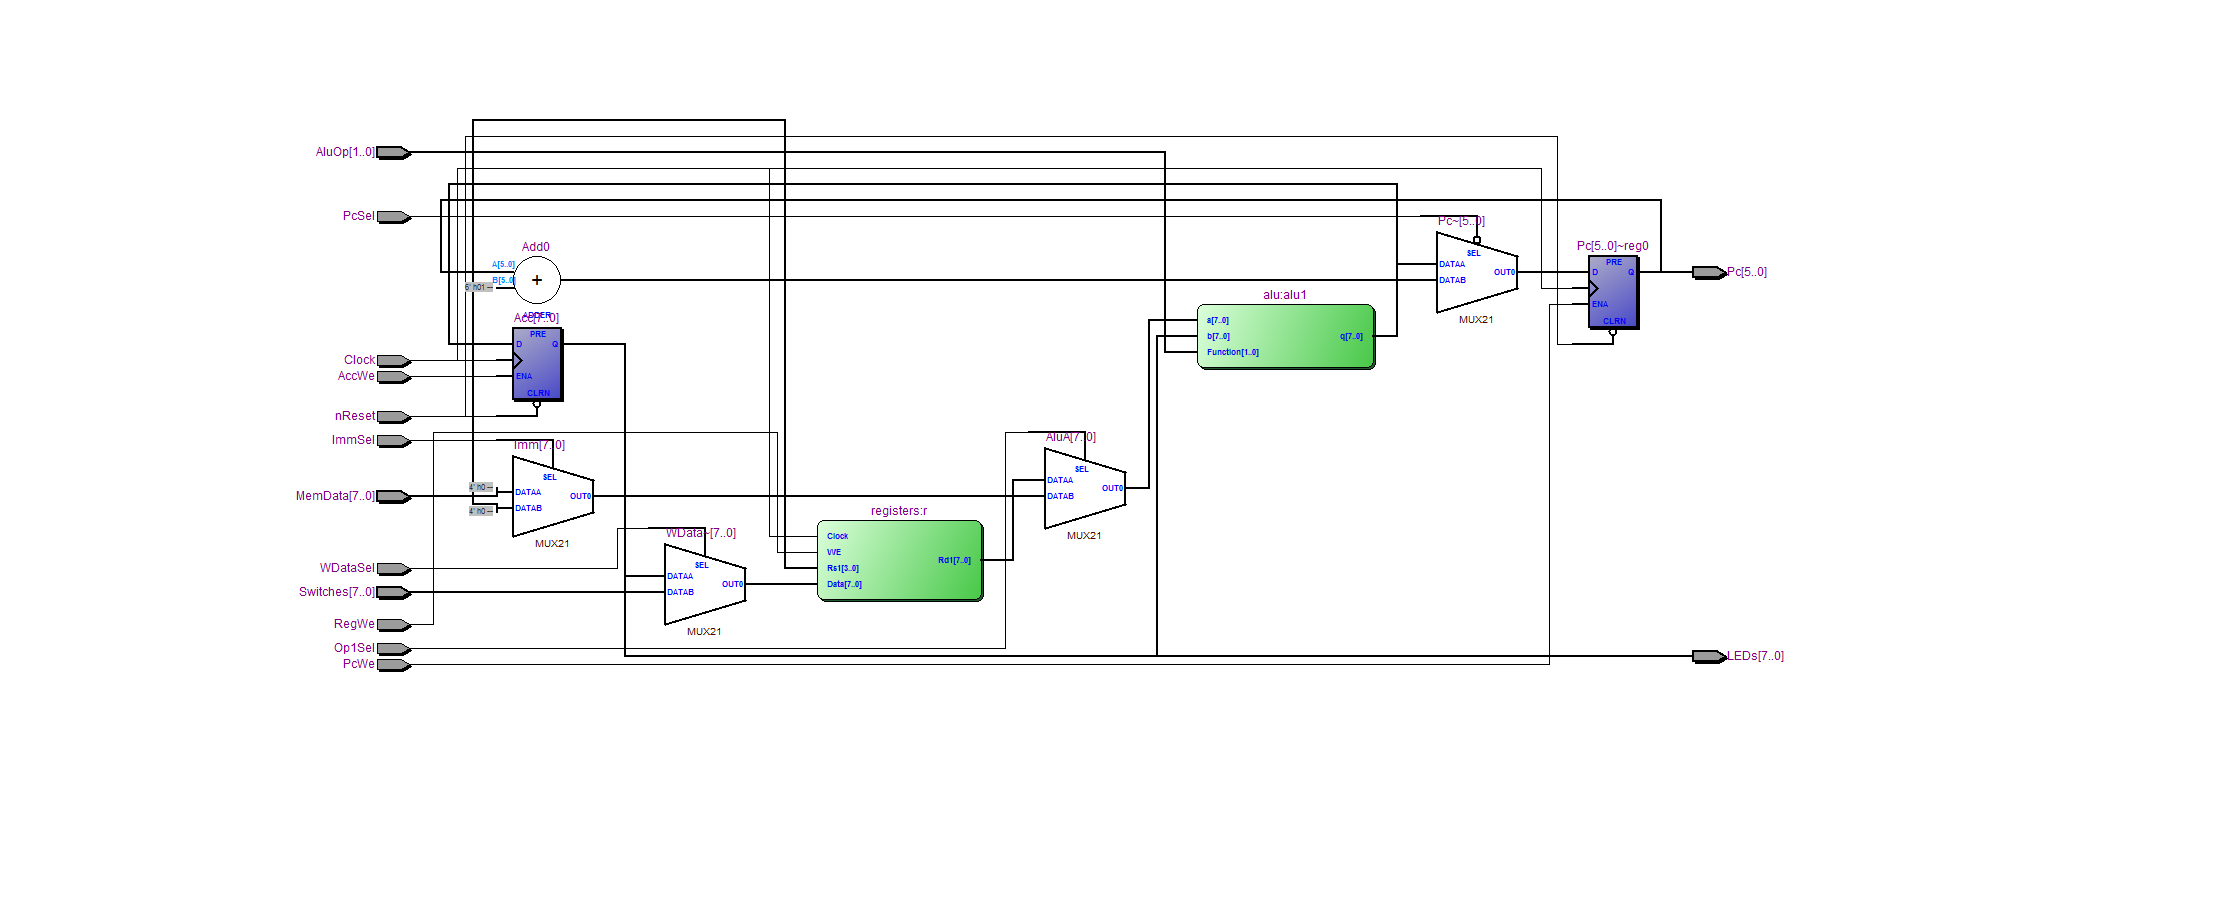 AluOp[1..0]
PcSel
Clock
AccWe
nReset
ImmSel
MemData[7..0]
WDataSel
Switches[7..0]
RegWe
Op1Sel
PcWe
Add0
A[5..0]
B[5..0]
6' h01 --
+
ADDER
Acc[7..0]
PRE
D
Q
ENA
CLRN
Imm[7..0]
SEL
4' h0 --
DATAA
OUT0
DATAB
4' h0 --
MUX21
WData~[7..0]
SEL
DATAA
OUT0
DATAB
MUX21
registers:r
Clock
WE
Rs1[3..0]
Data[7..0]
Rd1[7..0]
AluA[7..0]
SEL
DATAA
OUT0
DATAB
MUX21
alu:alu1
a[7..0]
b[7..0]
q[7..0]
Function[1..0]
Pc~[5..0]
SEL
DATAA
OUT0
DATAB
MUX21
Pc[5..0]~reg0
PRE
D
Q
ENA
CLRN
Pc[5..0]
LEDs[7..0]